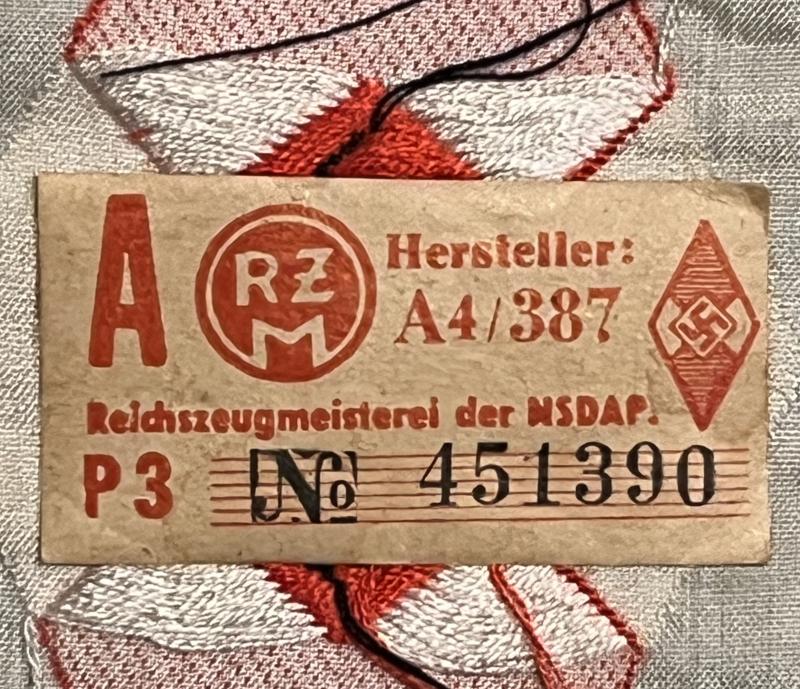 A
RZM
Hersteller:
A4/387
Reichszeugmeisterei der NSDAP.
P3 № 451390